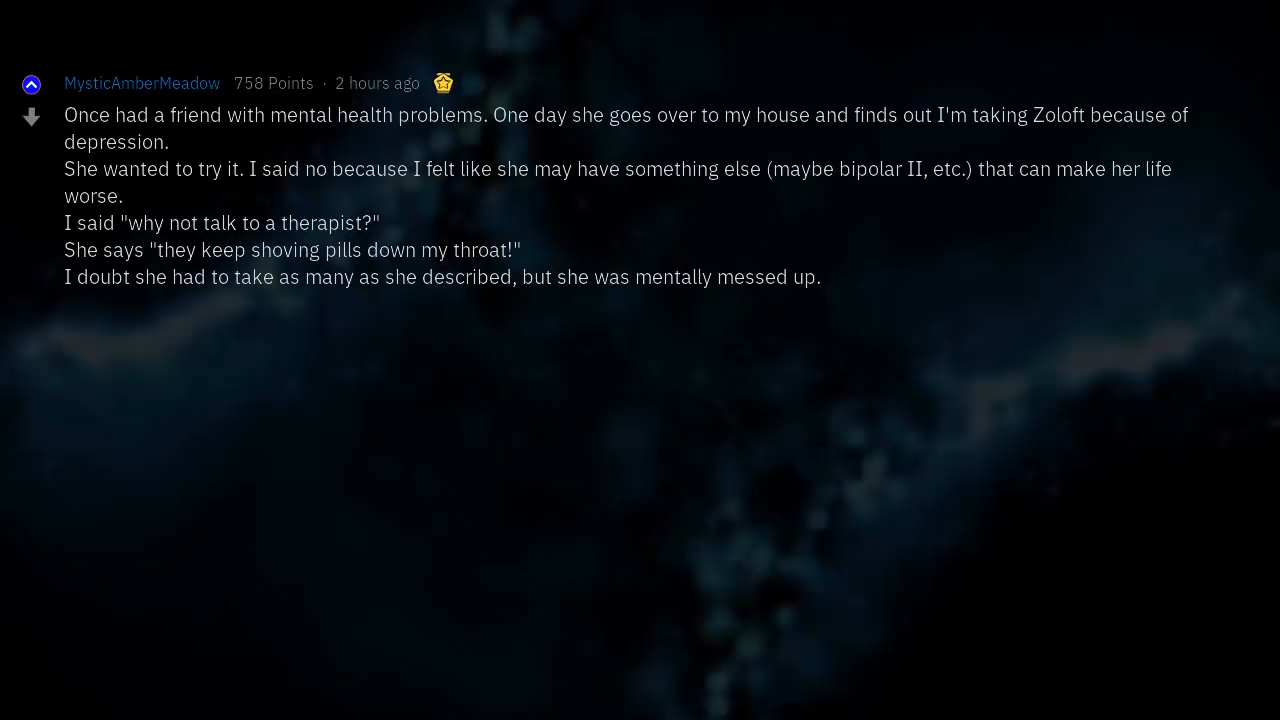 MysticAmberMeadow 758 Points · 2 hours ago
Once had a friend with mental health problems. One day she goes over to my house and finds out I'm taking Zoloft because of
depression.
She wanted to try it. I said no because I felt like she may have something else (maybe bipolar II, etc.) that can make her life
worse.
I said "why not talk to a therapist?"
She says "they keep shoving pills down my throat!"
I doubt she had to take as many as she described, but she was mentally messed up.